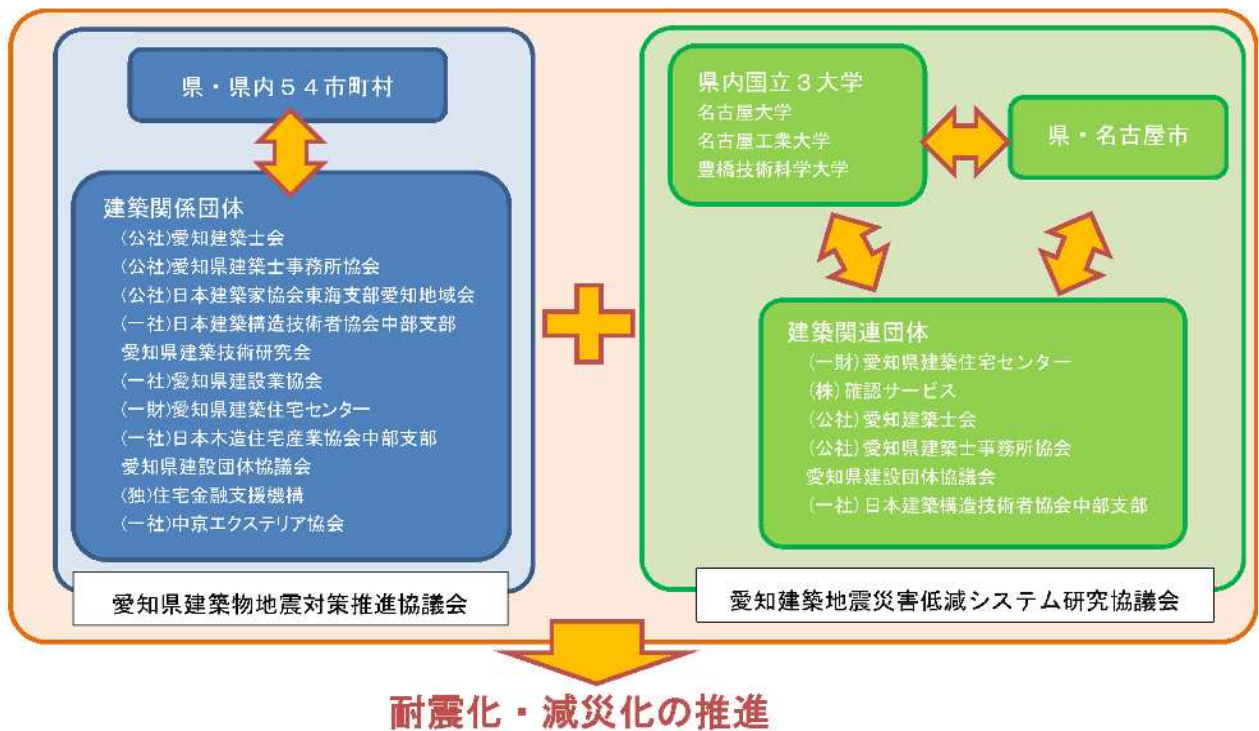 県・県内５４市町村
建築関係団体
(公社)愛知建築士会
(公社)愛知県建築士事務所協会
(公社)日本建築家協会東海支部愛知地域会
(一社)日本建築構造技術者協会中部支部
愛知県建築技術研究会
(一社)愛知県建設業協会
(一財)愛知県建築住宅センター
(一社)日本木造住宅産業協会中部支部
愛知県建設団体協議会
(独)住宅金融支援機構
(一社)中京エクステリア協会
愛知県建築物地震対策推進協議会
県内国立３大学
名古屋大学
名古屋工業大学
豊橋技術科学大学
県・名古屋市
建築関連団体
(一財)愛知県建築住宅センター
(株)確認サービス
(公社)愛知建築士会
(公社)愛知県建築士事務所協会
愛知県建設団体協議会
(一社)日本建築構造技術者協会中部支部
愛知建築地震災害低減システム研究協議会
耐震化・減災化の推進